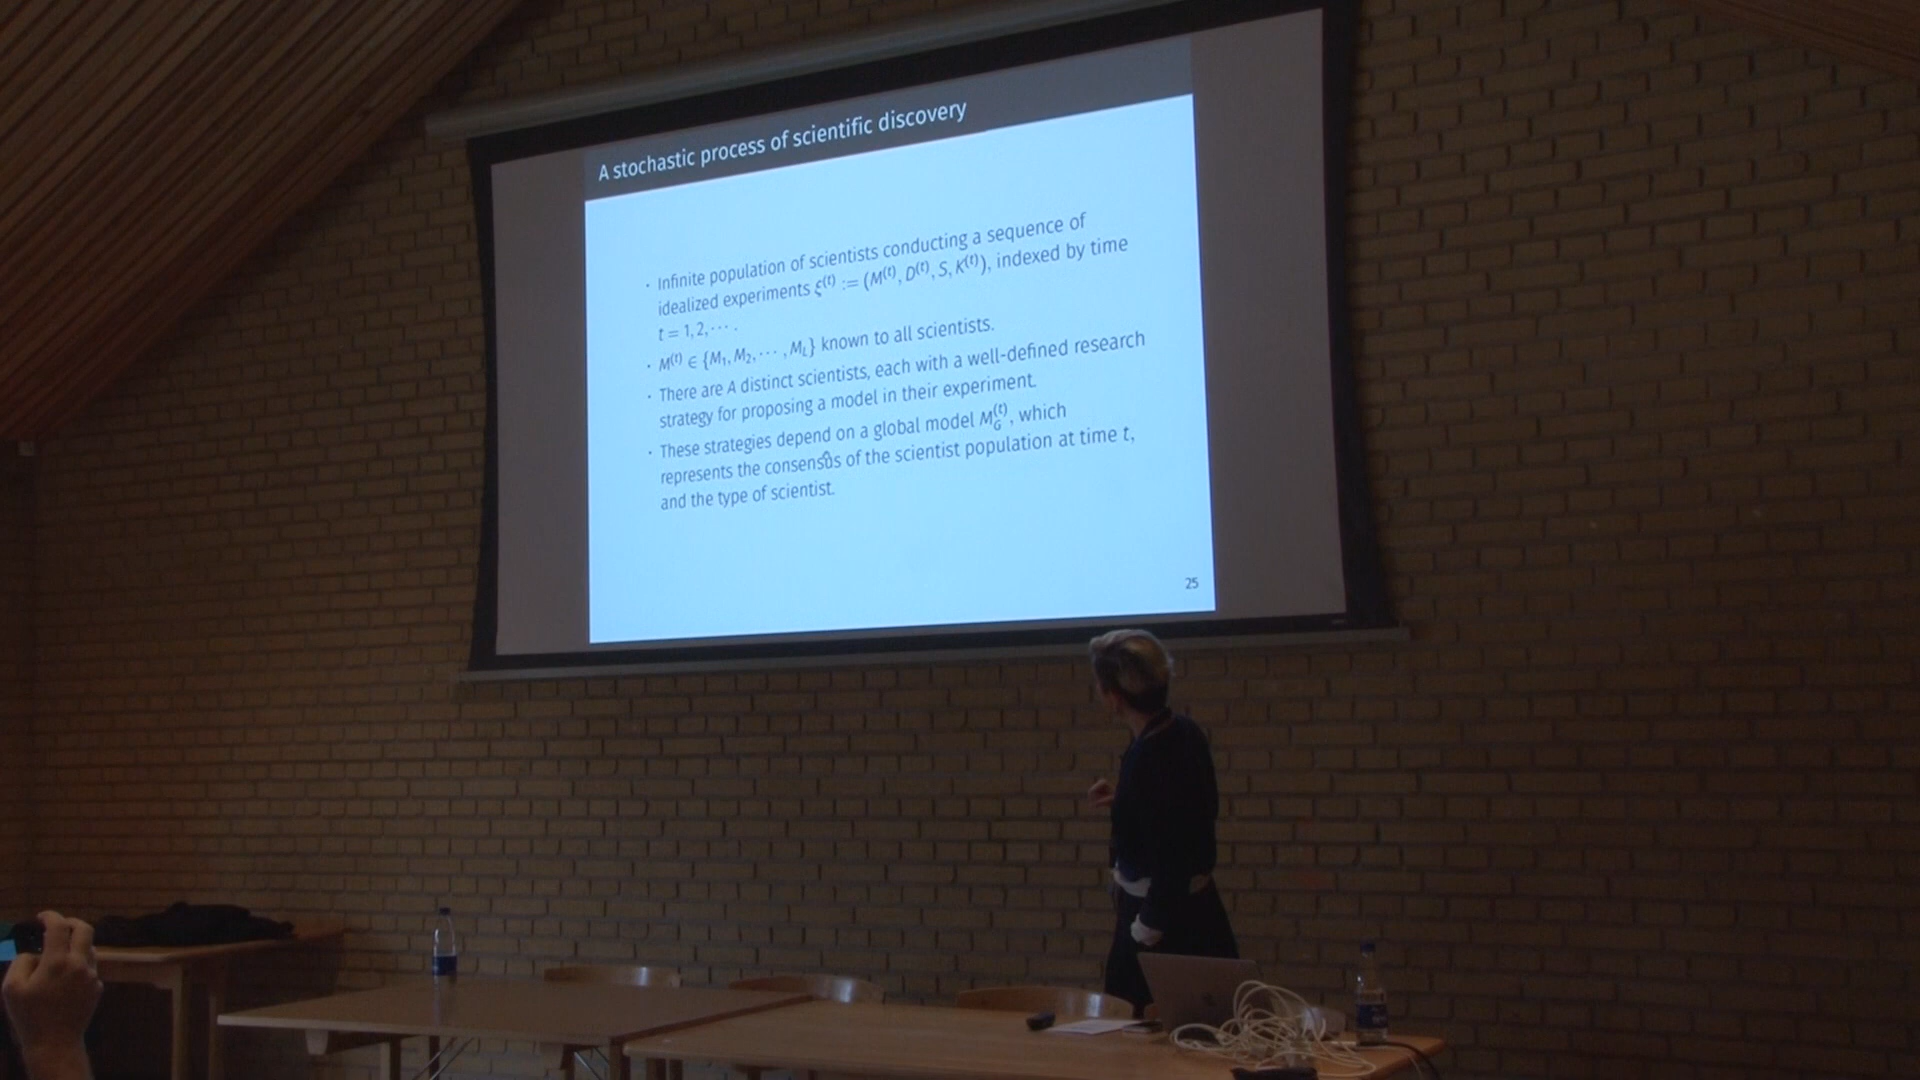 A stochastic process of scientific discovery
· Infinite population of scientists conducting a sequence of
idealized experiments ξ⁽ᵗ⁾ := (M⁽ᵗ⁾, D⁽ᵗ⁾, S, K⁽ᵗ⁾), indexed by time
t = 1, 2, ··· .
· M⁽ᵗ⁾ ∈ {M₁, M₂, ··· , M_L} known to all scientists.
· There are A distinct scientists, each with a well-defined research
strategy for proposing a model in their experiment.
· These strategies depend on a global model M_G⁽ᵗ⁾, which
represents the consensus of the scientist population at time t,
and the type of scientist.
25